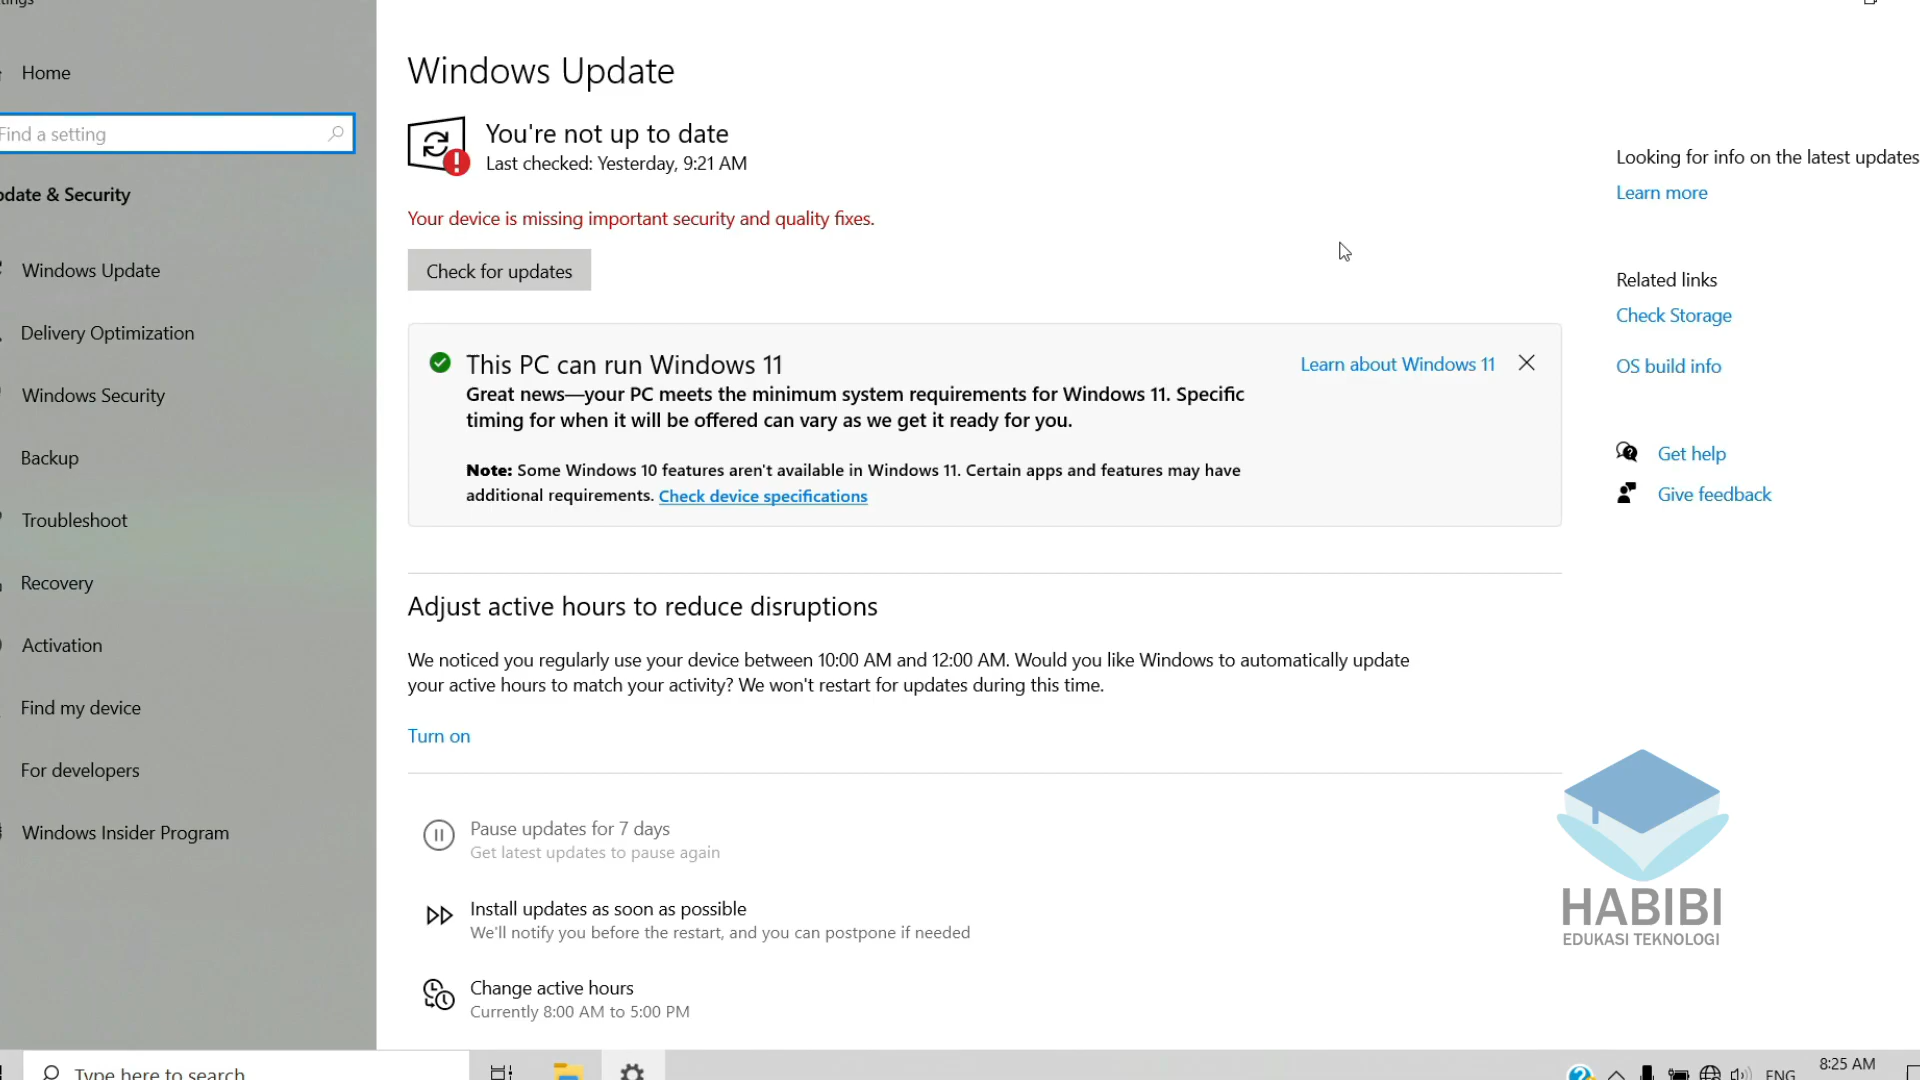 Home
Find a setting
Update & Security
Windows Update
Delivery Optimization
Windows Security
Backup
Troubleshoot
Recovery
Activation
Find my device
For developers
Windows Insider Program
Windows Update
You're not up to date
Last checked: Yesterday, 9:21 AM
Your device is missing important security and quality fixes.
Check for updates
This PC can run Windows 11
Learn about Windows 11
Great news—your PC meets the minimum system requirements for Windows 11. Specific
timing for when it will be offered can vary as we get it ready for you.
Note: Some Windows 10 features aren't available in Windows 11. Certain apps and features may have
additional requirements. Check device specifications
Adjust active hours to reduce disruptions
We noticed you regularly use your device between 10:00 AM and 12:00 AM. Would you like Windows to automatically update
your active hours to match your activity? We won't restart for updates during this time.
Turn on
Pause updates for 7 days
Get latest updates to pause again
Install updates as soon as possible
We'll notify you before the restart, and you can postpone if needed
Change active hours
Currently 8:00 AM to 5:00 PM
Looking for info on the latest updates
Learn more
Related links
Check Storage
OS build info
Get help
Give feedback
HABIBI
EDUKASI TEKNOLOGI
Type here to search
ENG
8:25 AM